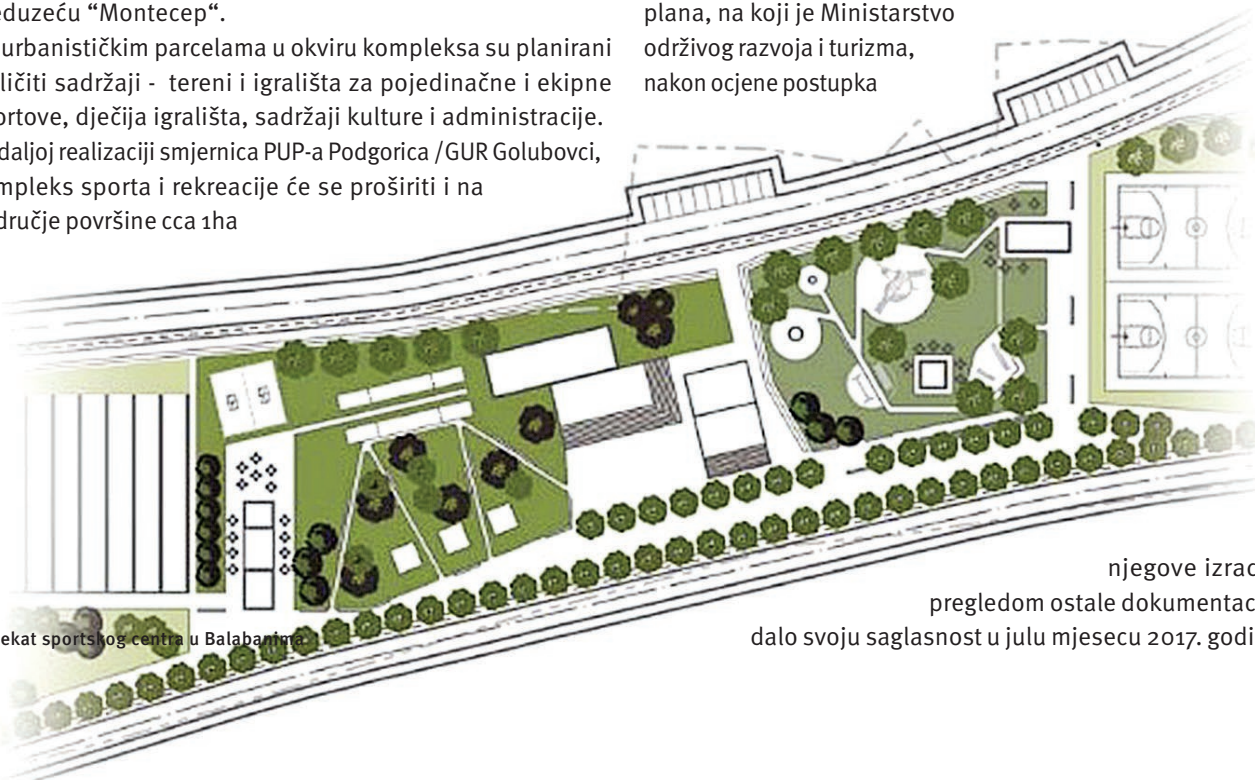 eduzeću “Montecep“.
urbanističkim parcelama u okviru kompleksa su planirani
ličiti sadržaji - tereni i igrališta za pojedinačne i ekipne
ortove, dječija igrališta, sadržaji kulture i administracije.
daljoj realizaciji smjernica PUP-a Podgorica /GUR Golubovci,
mpleks sporta i rekreacije će se proširiti i na
dručje površine cca 1ha
plana, na koji je Ministarstvo
održivog razvoja i turizma,
nakon ocjene postupka
njegove izrad
pregledom ostale dokumentac
dalo svoju saglasnost u julu mjesecu 2017. godi
ekat sportskog centra u Balabanima